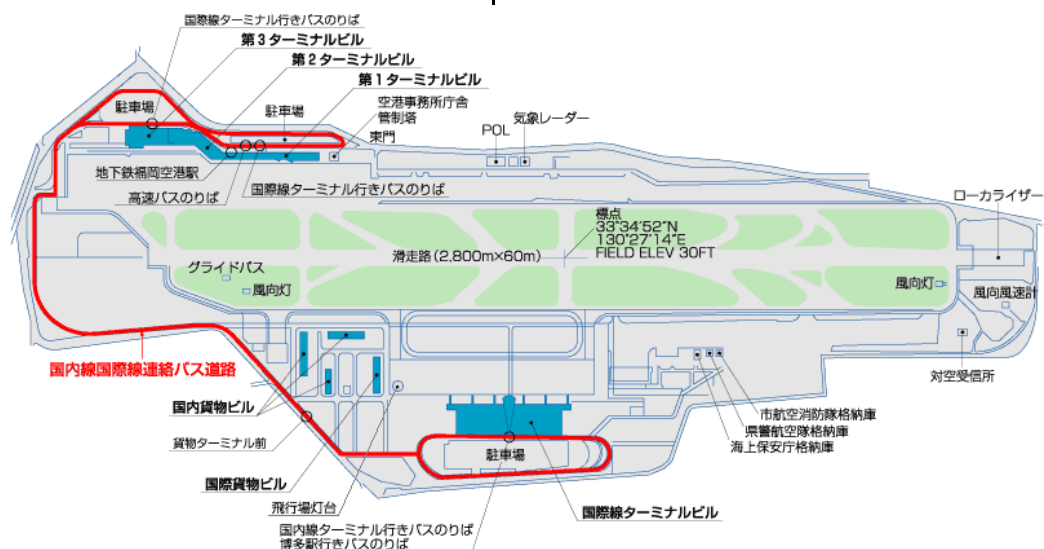 国際線ターミナル行きバスのりば
第3ターミナルビル
第2ターミナルビル
第1ターミナルビル
空港事務所庁舎
管制塔
駐車場
駐車場
東門
POL
気象レーダー
地下鉄福岡空港駅
高速バスのりば
国際線ターミナル行きバスのりば
ローカライザー
標点
33°34'52"N
130°27'14"E
FIELD ELEV 30FT
滑走路(2,800m×60m)
グライドパス
風向灯
風向灯
風向風速計
国内線国際線連絡バス道路
対空受信所
国内貨物ビル
貨物ターミナル前
市航空消防隊格納庫
県警航空隊格納庫
海上保安庁格納庫
駐車場
国際貨物ビル
飛行場灯台
国際線ターミナルビル
国内線ターミナル行きバスのりば
博多駅行きバスのりば